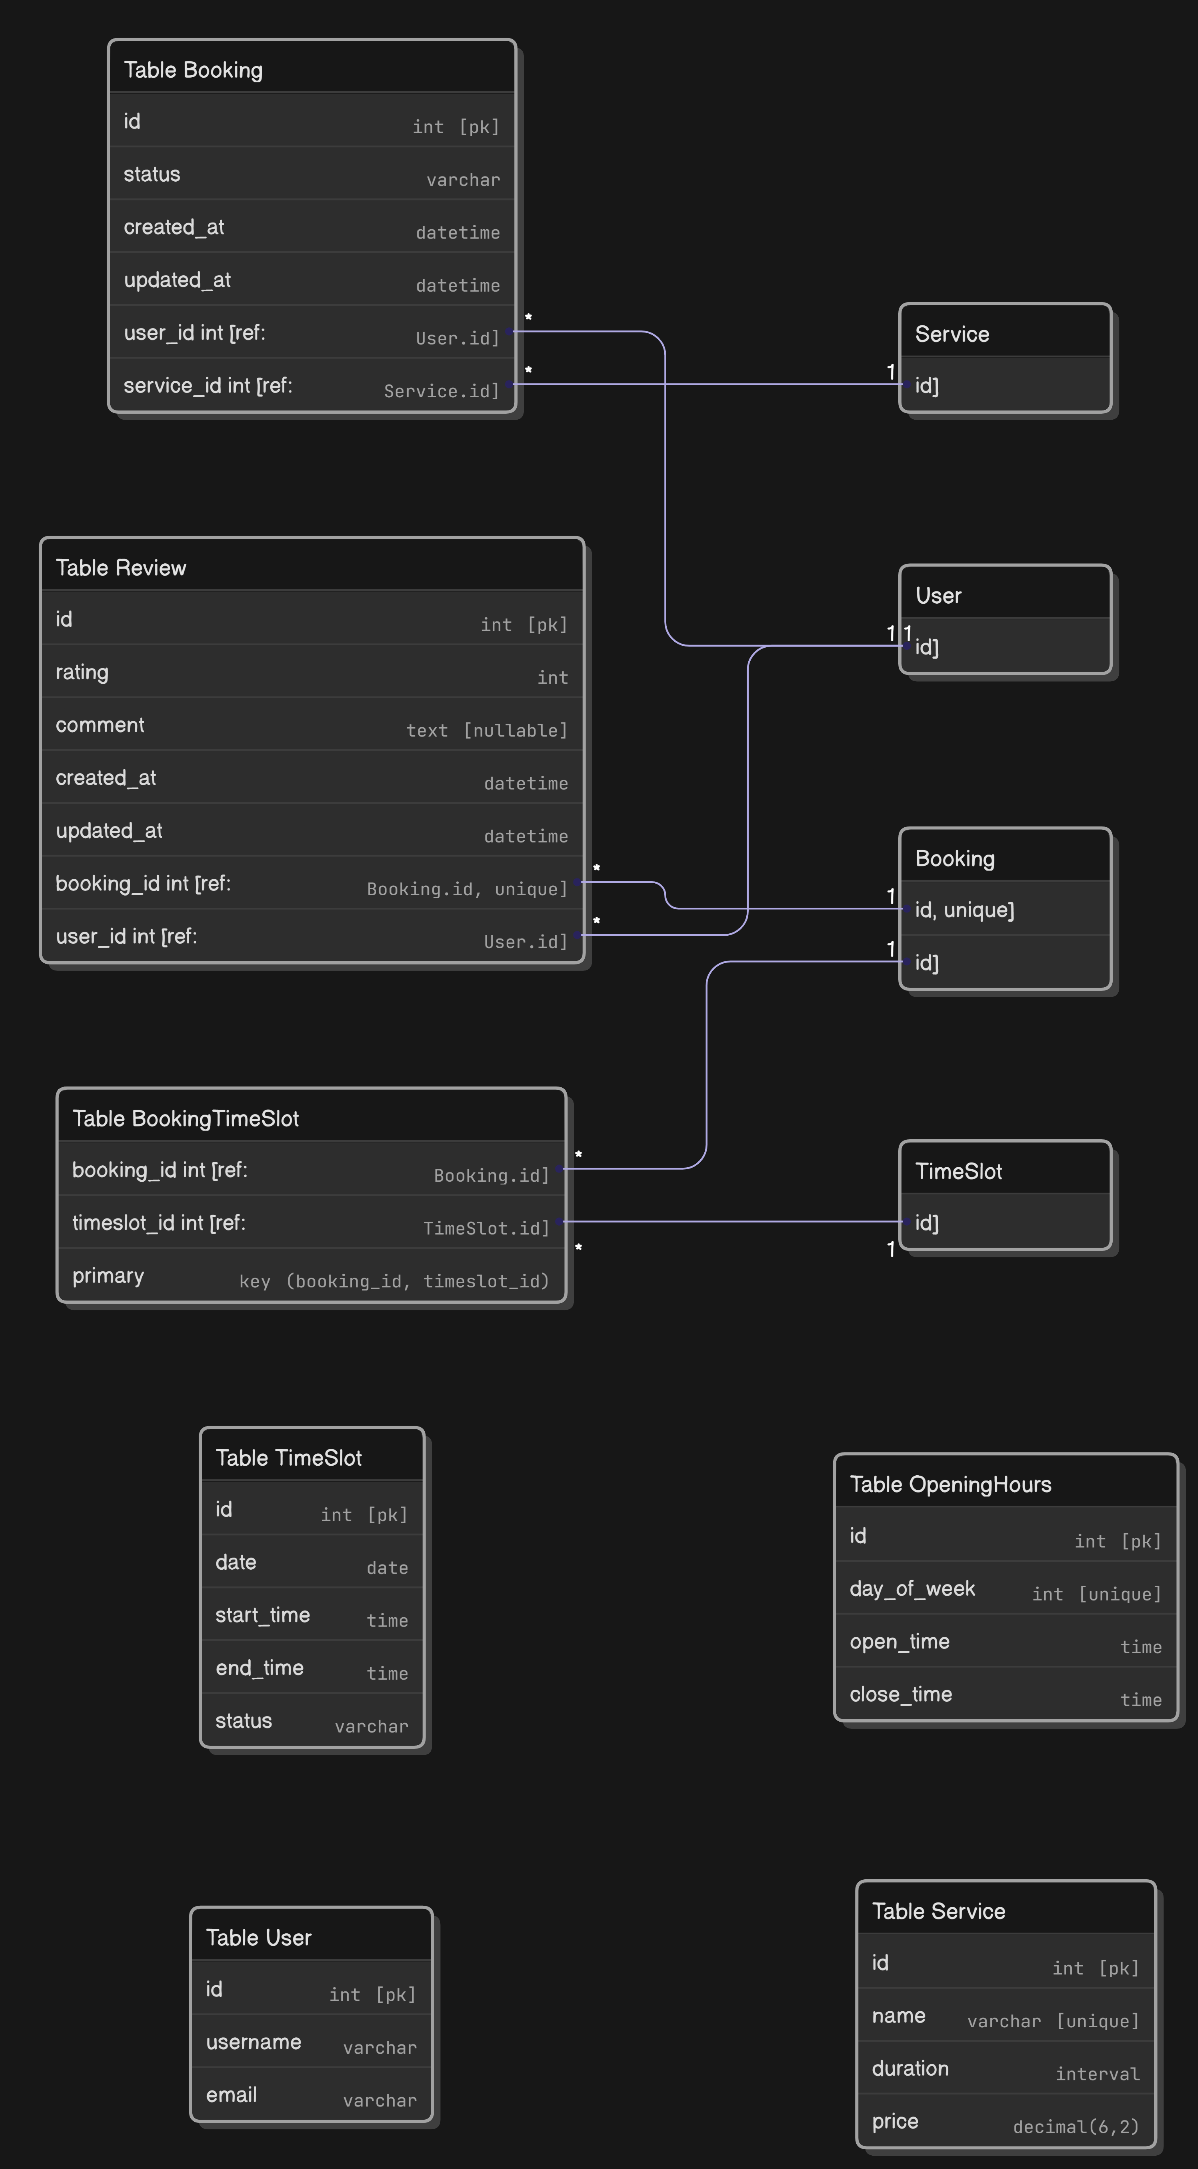 Table Booking
id int [pk]
status varchar
created_at datetime
updated_at datetime
user_id int [ref: User.id]
*
service_id int [ref: Service.id]
*
Service
1
id]
Table Review
id int [pk]
rating int
comment text [nullable]
created_at datetime
updated_at datetime
booking_id int [ref: Booking.id, unique]
*
user_id int [ref: User.id]
*
User
1 1
id]
Booking
1
id, unique]
1
id]
Table BookingTimeSlot
booking_id int [ref: Booking.id]
*
timeslot_id int [ref: TimeSlot.id]
*
primary key (booking_id, timeslot_id)
TimeSlot
id]
1
Table TimeSlot
id int [pk]
date date
start_time time
end_time time
status varchar
Table OpeningHours
id int [pk]
day_of_week int [unique]
open_time time
close_time time
Table User
id int [pk]
username varchar
email varchar
Table Service
id int [pk]
name varchar [unique]
duration interval
price decimal(6,2)